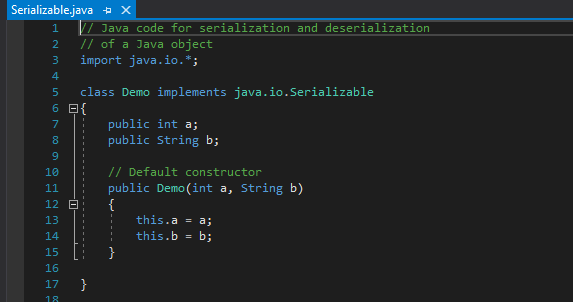 Serializable.java
1 // Java code for serialization and deserialization
2 // of a Java object
3 import java.io.*;
4
5 class Demo implements java.io.Serializable
6 {
7 public int a;
8 public String b;
9
10 // Default constructor
11 public Demo(int a, String b)
12 {
13 this.a = a;
14 this.b = b;
15 }
16
17 }
18